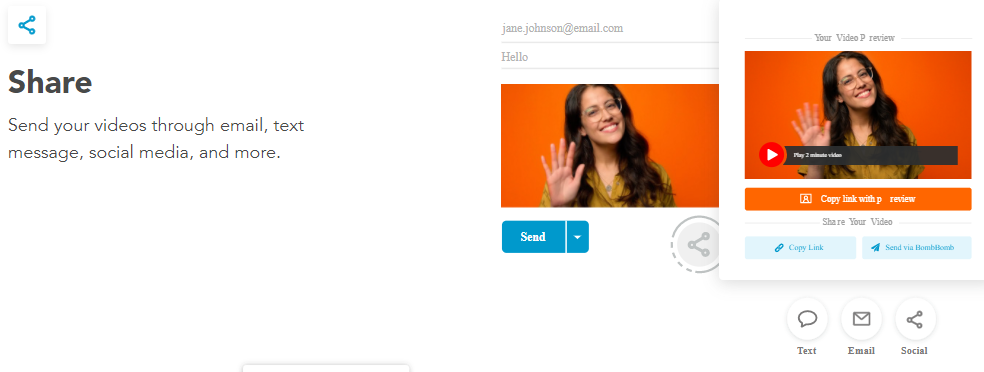 Share
Send your videos through email, text
message, social media, and more.
jane.johnson@email.com
Hello
Send
Your Video P review
Play 2 minute video
Copy link with p review
Share Your Video
Copy Link
Send via BombBomb
Text
Email
Social